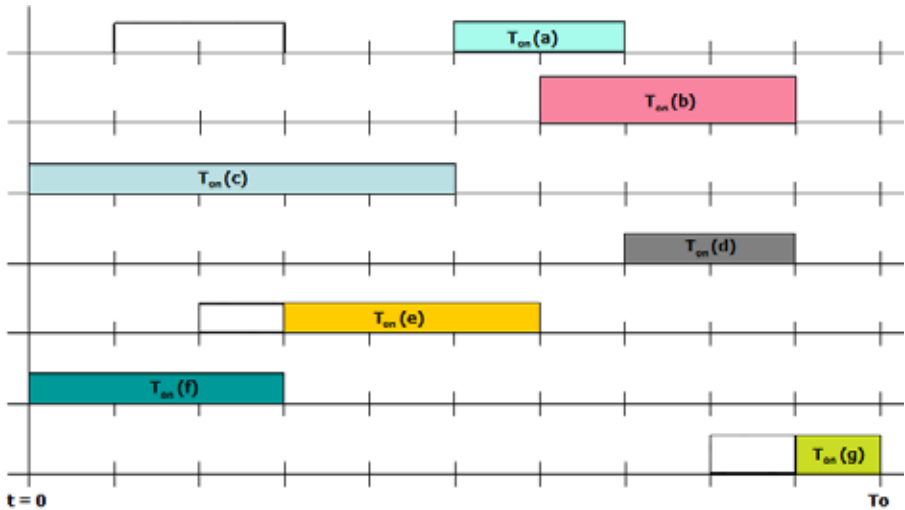 Ton (a)
Ton (b)
Ton (c)
Ton (d)
Ton (e)
Ton (f)
Ton (g)
t = 0
To